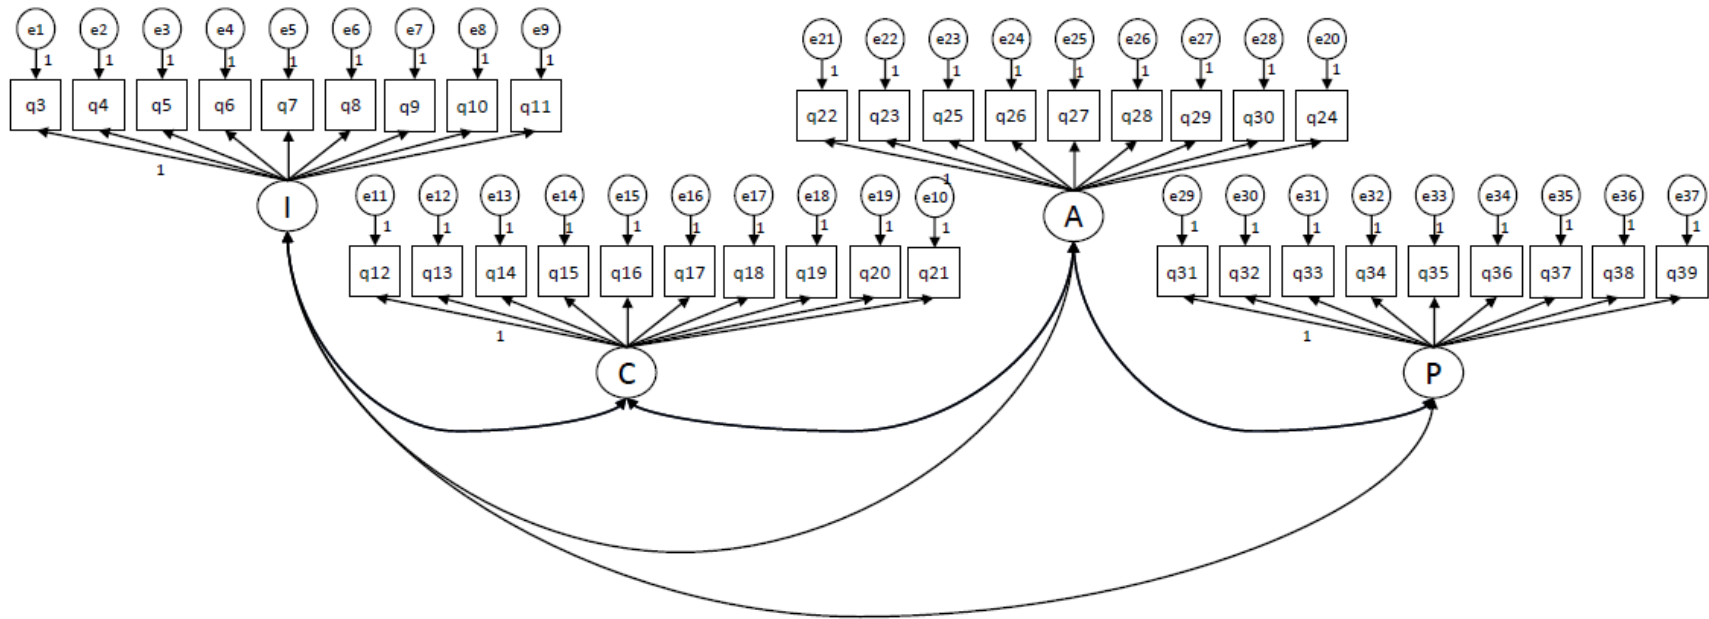 e1 e2 e3 e4 e5 e6 e7 e8 e9
1 1 1 1 1 1 1 1 1
q3 q4 q5 q6 q7 q8 q9 q10 q11
1
I
e21 e22 e23 e24 e25 e26 e27 e28 e20
1 1 1 1 1 1 1 1 1
q22 q23 q25 q26 q27 q28 q29 q30 q24
1
A
e11 e12 e13 e14 e15 e16 e17 e18 e19 e10
1 1 1 1 1 1 1 1 1 1
q12 q13 q14 q15 q16 q17 q18 q19 q20 q21
1
C
e29 e30 e31 e32 e33 e34 e35 e36 e37
1 1 1 1 1 1 1 1 1
q31 q32 q33 q34 q35 q36 q37 q38 q39
1
P